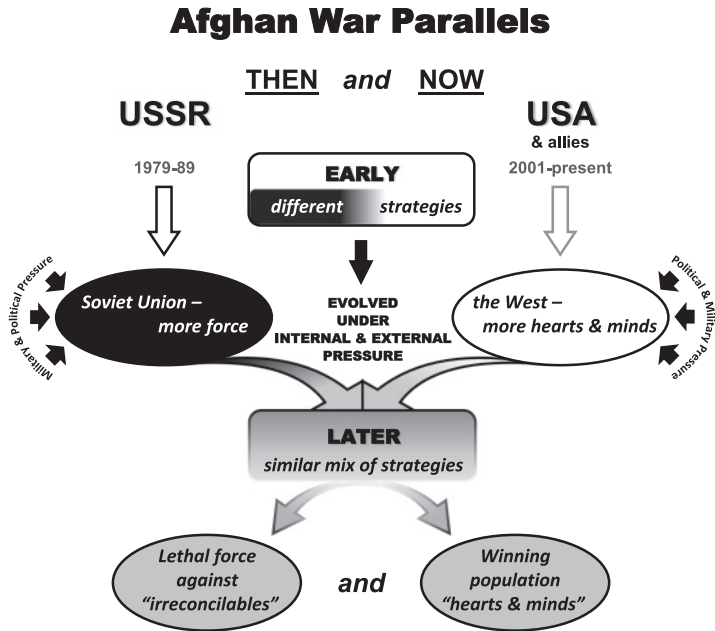 Afghan War Parallels
THEN and NOW
USSR
USA
& allies
1979-89
2001-present
EARLY
different strategies
Military & Political Pressure
Soviet Union –
more force
EVOLVED
UNDER
INTERNAL & EXTERNAL
PRESSURE
the West –
more hearts & minds
Political & Military Pressure
LATER
similar mix of strategies
Lethal force
against
“irreconcilables”
and
Winning
population
“hearts & minds”